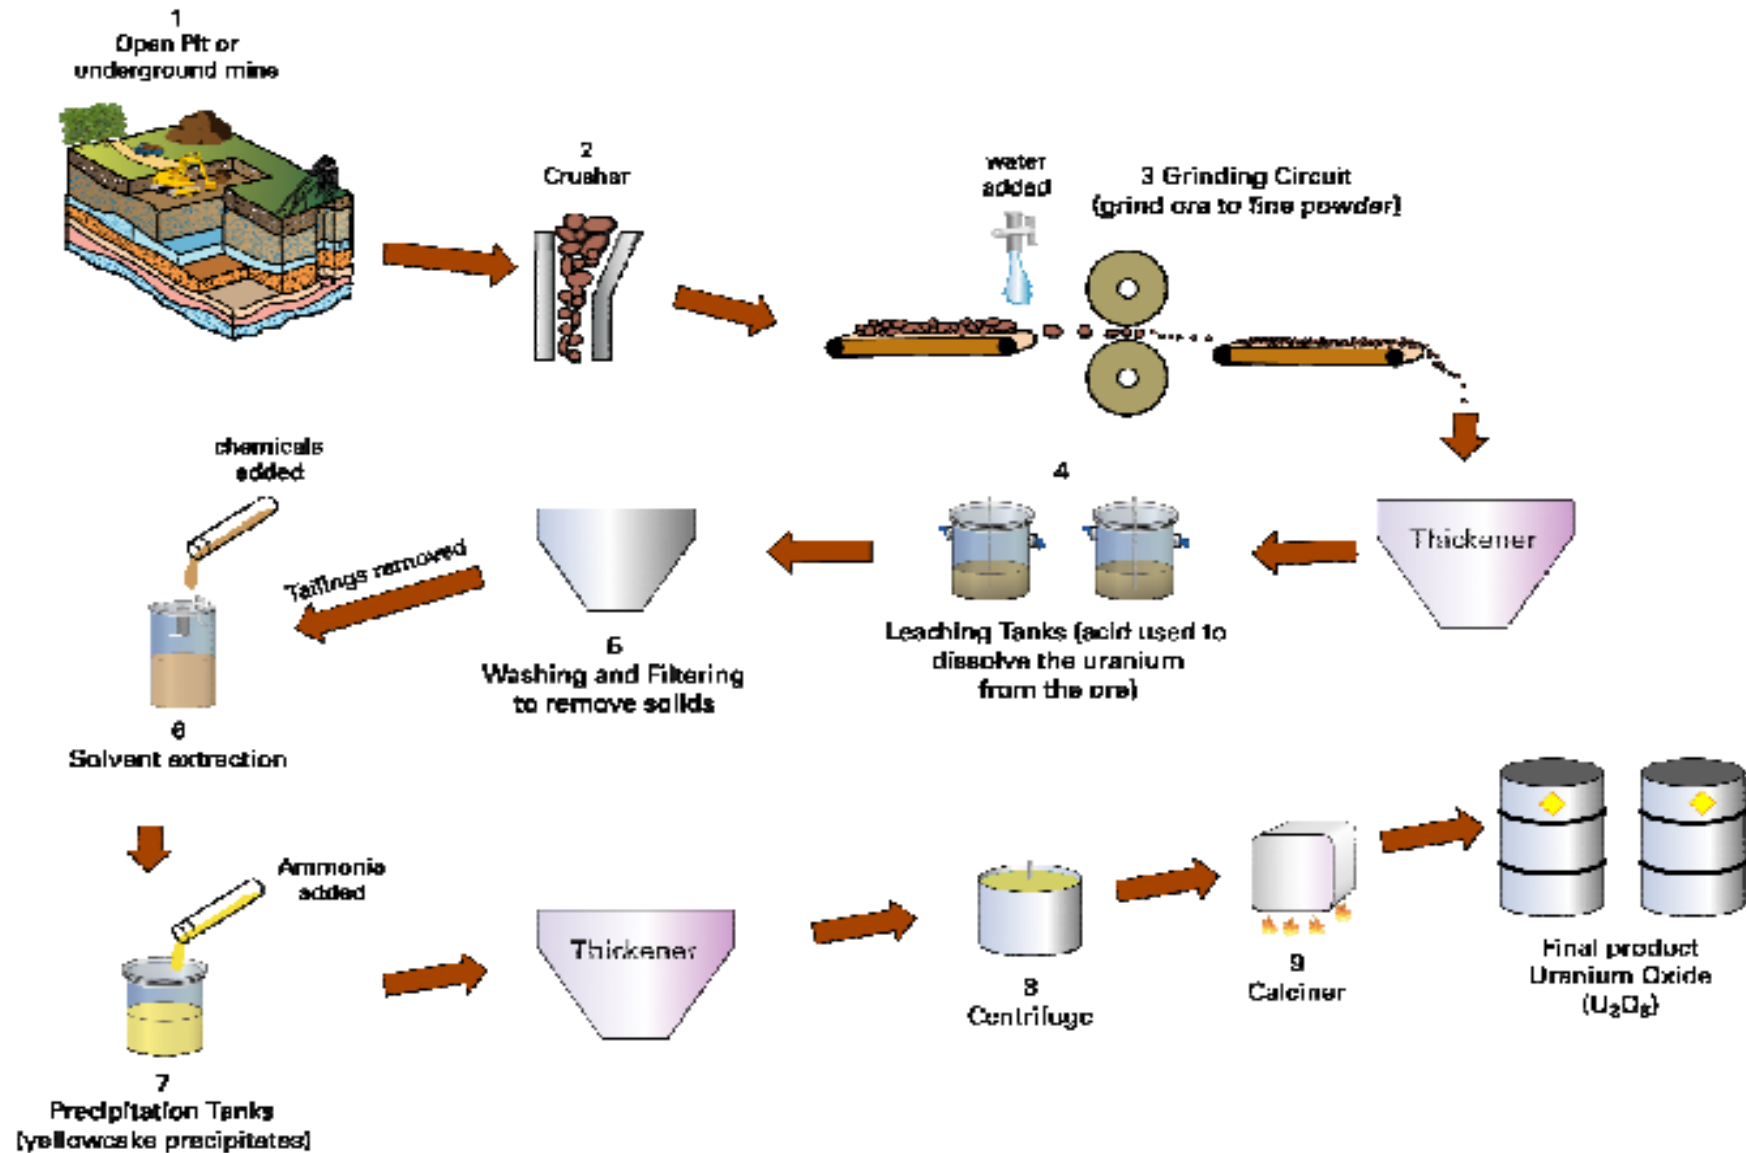 1
Open Pit or
underground mine
2
Crusher
water
added
3 Grinding Circuit
(grind ore to fine powder)
chemicals
added
4
Thickener
Tailings removed
Leaching Tanks (acid used to
dissolve the uranium
from the ore)
5
Washing and Filtering
to remove solids
6
Solvent extraction
Ammonia
added
Thickener
7
Precipitation Tanks
(yellowcake precipitates)
8
Centrifuge
9
Calciner
Final product
Uranium Oxide
(U₃O₈)